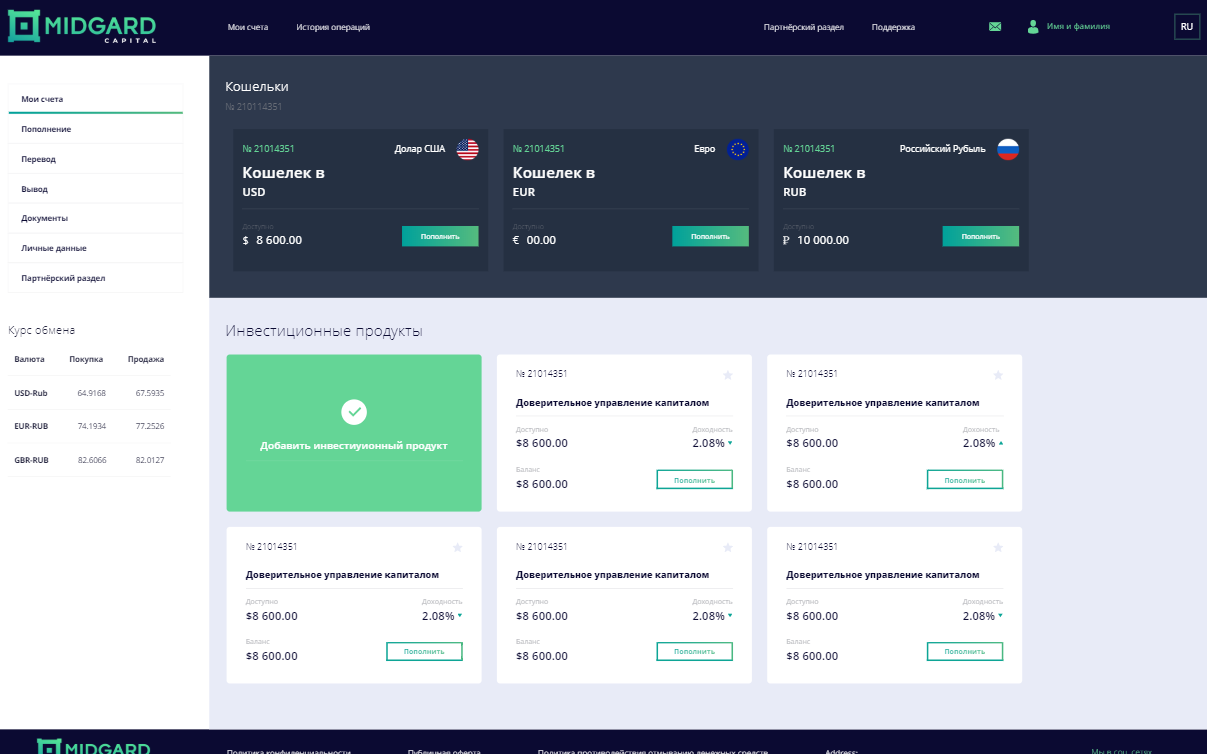 MIDGARD
CAPITAL
Мои счета
История операций
Партнёрский раздел
Поддержка
Имя и фамилия
RU
Мои счета
Пополнение
Перевод
Вывод
Документы
Личные данные
Партнёрский раздел
Курс обмена
Валюта Покупка Продажа
USD-Rub 64.9168 67.5935
EUR-RUB 74.1934 77.2526
GBR-RUB 82.6066 82.0127
Кошельки
№ 210114351
№ 21014351 Долар США
Кошелек в
USD
Доступно
$ 8 600.00
Пополнить
№ 21014351 Евро
Кошелек в
EUR
Доступно
€ 00.00
Пополнить
№ 21014351 Российский Рубыль
Кошелек в
RUB
Доступно
₽ 10 000.00
Пополнить
Инвестиционные продукты
Добавить инвестиуионный продукт
№ 21014351
Доверительное управление капиталом
Доступно Доходность
$8 600.00 2.08%
Баланс
$8 600.00
Пополнить
№ 21014351
Доверительное управление капиталом
Доступно Дохоность
$8 600.00 2.08%
Баланс
$8 600.00
Пополнить
№ 21014351
Доверительное управление капиталом
Доступно Доходность
$8 600.00 2.08%
Баланс
$8 600.00
Пополнить
№ 21014351
Доверительное управление капиталом
Доступно Доходность
$8 600.00 2.08%
Баланс
$8 600.00
Пополнить
№ 21014351
Доверительное управление капиталом
Доступно Доходность
$8 600.00 2.08%
Баланс
$8 600.00
Пополнить
MIDGARD
Политика конфиденциальности
Публичная оферта
Политика противодействия отмыванию денежных средств
Address:
Мы в соц. сетях